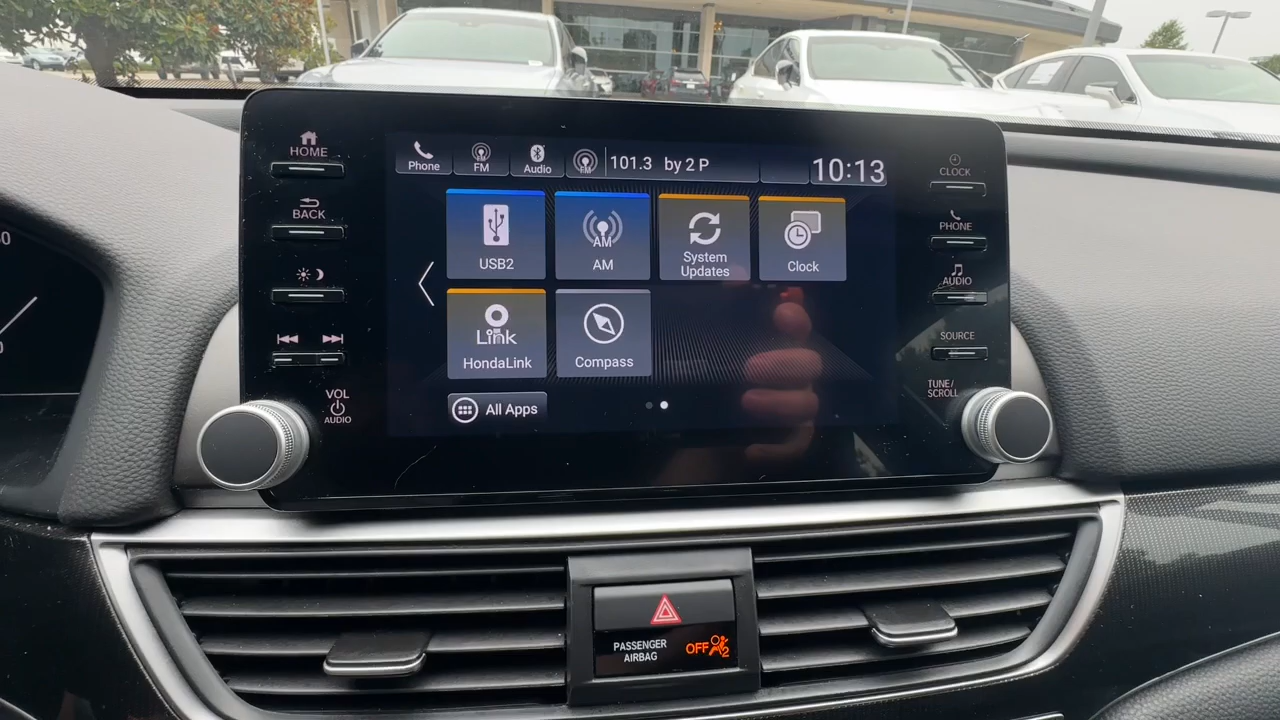 HOME
BACK
VOL
AUDIO
Phone
FM
Audio
FM
101.3 by 2 P
10:13
USB2
AM
AM
System
Updates
Clock
Link
HondaLink
Compass
All Apps
CLOCK
PHONE
AUDIO
SOURCE
TUNE/
SCROLL
PASSENGER
AIRBAG
OFF
2